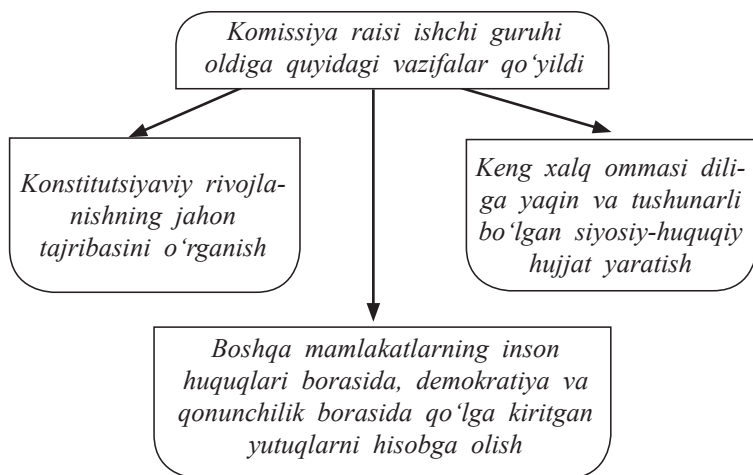 Komissiya raisi ishchi guruhi
oldiga quyidagi vazifalar qo‘yildi
Konstitutsiyaviy rivojla-
nishning jahon
tajribasini o‘rganish
Keng xalq ommasi dili-
ga yaqin va tushunarli
bo‘lgan siyosiy-huquqiy
hujjat yaratish
Boshqa mamlakatlarning inson
huquqlari borasida, demokratiya va
qonunchilik borasida qo‘lga kiritgan
yutuqlarni hisobga olish